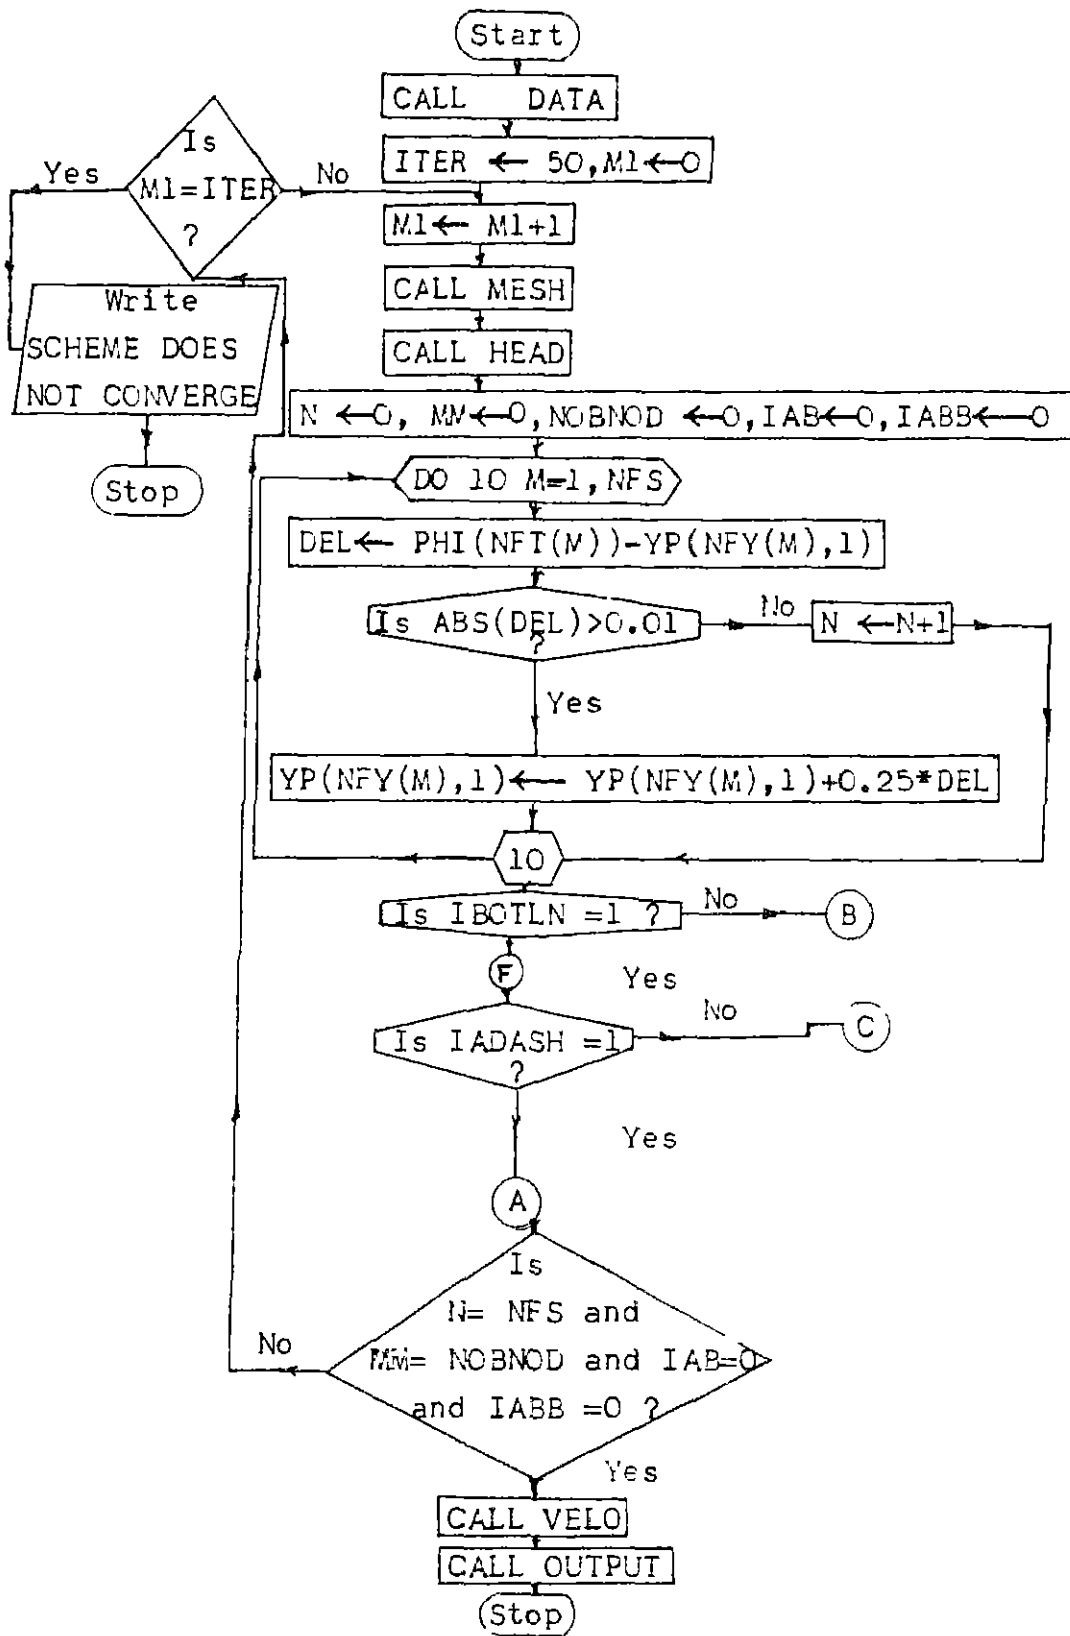 Start
CALL DATA
ITER ← 50,M1←0
Is
M1=ITER
?
Yes
No
M1← M1+1
CALL MESH
CALL HEAD
Write
SCHEME DOES
NOT CONVERGE
Stop
N ←0, MM←0,NOBNOD ←0,IAB←0,IABB←0
DO 10 M=1,NFS
DEL← PHI(NFT(M))-YP(NFY(M),1)
Is ABS(DEL)>0.01
?
No
N ←N+1
Yes
YP(NFY(M),1)← YP(NFY(M),1)+0.25*DEL
10
Is IBOTLN =1 ?
No
B
F
Yes
Is IADASH =1
?
No
C
Yes
A
Is
N= NFS and
MM= NOBNOD and IAB=0
and IABB =0 ?
No
Yes
CALL VELO
CALL OUTPUT
Stop